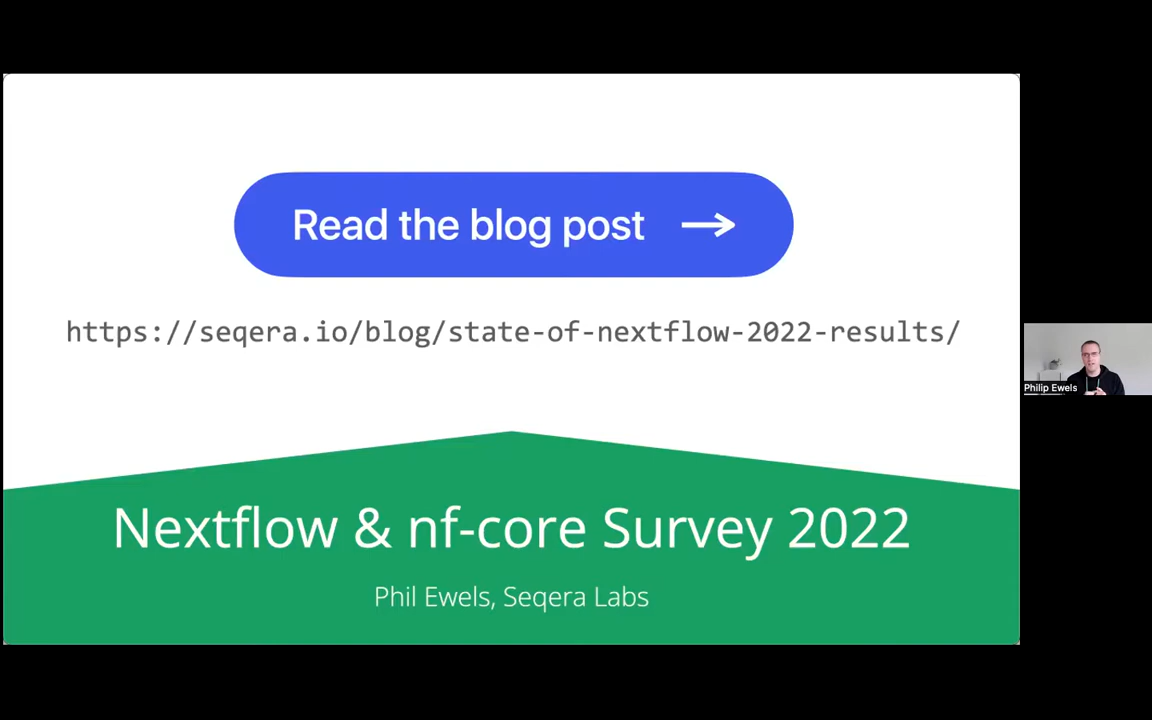 Read the blog post →
https://seqera.io/blog/state-of-nextflow-2022-results/
Philip Ewels
Nextflow & nf-core Survey 2022
Phil Ewels, Seqera Labs